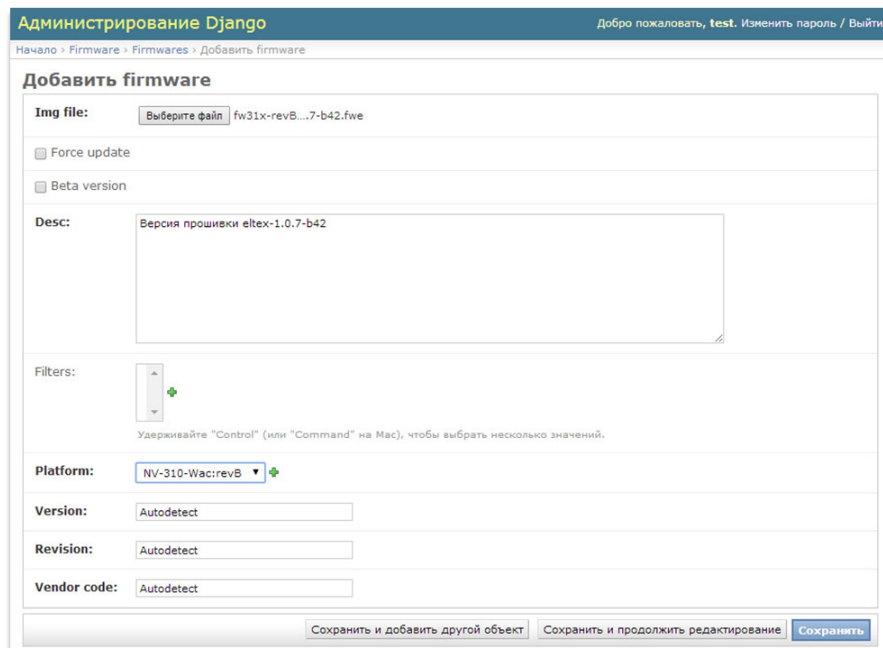 Администрирование Django
Добро пожаловать, test. Изменить пароль / Выйти
Начало › Firmware › Firmwares › Добавить firmware
Добавить firmware
Img file: Выберите файл fw31x-revB....7-b42.fwe
Force update
Beta version
Desc: Версия прошивки eltex-1.0.7-b42
Filters:
Удерживайте "Control" (или "Command" на Mac), чтобы выбрать несколько значений.
Platform: NV-310-Wac:revB
Version: Autodetect
Revision: Autodetect
Vendor code: Autodetect
Сохранить и добавить другой объект Сохранить и продолжить редактирование Сохранить